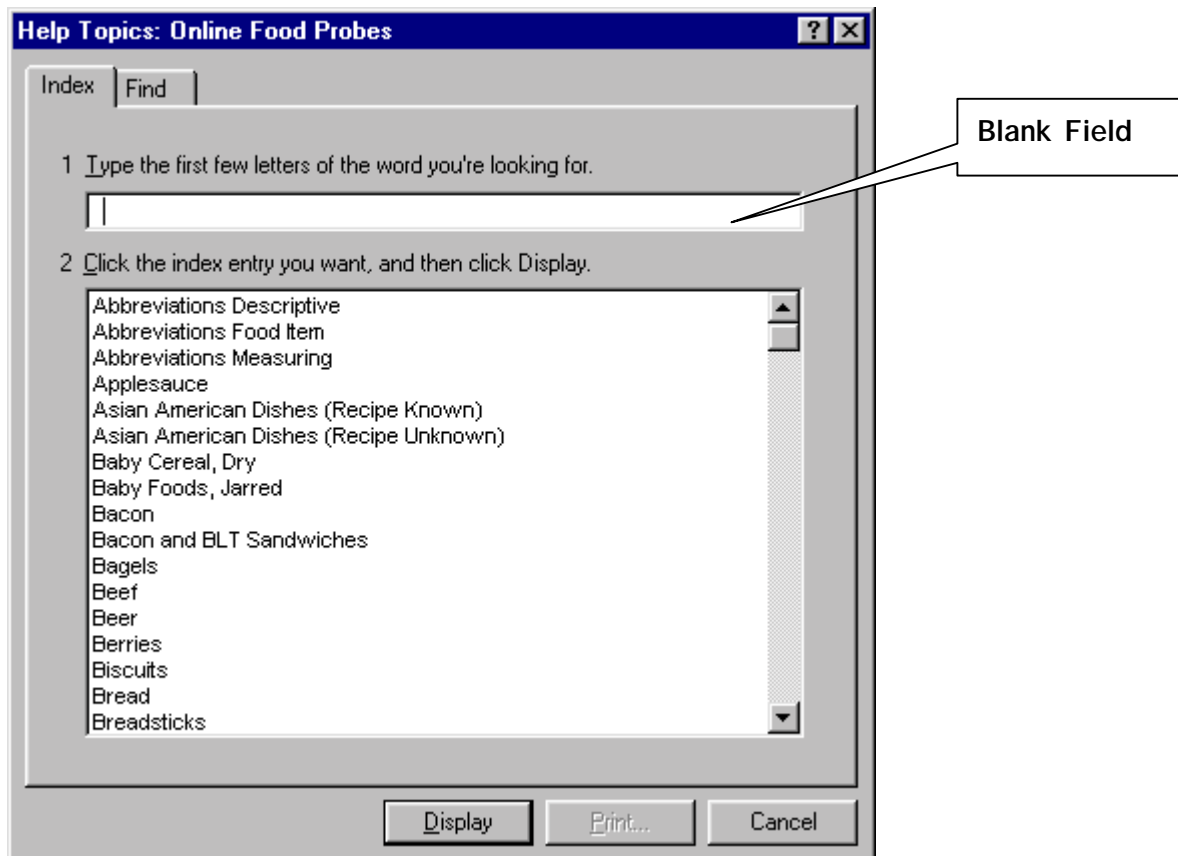 Help Topics: Online Food Probes
Index
Find
Blank Field
1 Type the first few letters of the word you're looking for.
2 Click the index entry you want, and then click Display.
Abbreviations Descriptive
Abbreviations Food Item
Abbreviations Measuring
Applesauce
Asian American Dishes (Recipe Known)
Asian American Dishes (Recipe Unknown)
Baby Cereal, Dry
Baby Foods, Jarred
Bacon
Bacon and BLT Sandwiches
Bagels
Beef
Beer
Berries
Biscuits
Bread
Breadsticks
Display
Print...
Cancel